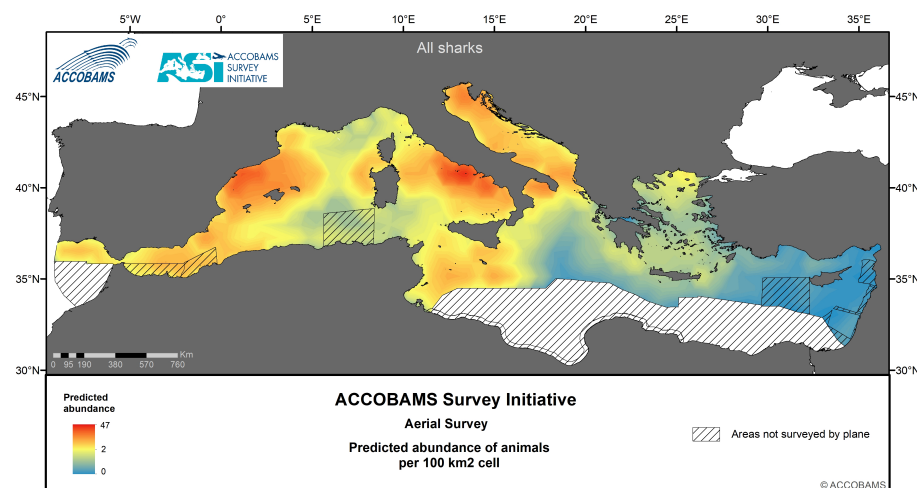 5°W 0° 5°E 10°E 15°E 20°E 25°E 30°E 35°E
All sharks
ACCOBAMS
ASI
ACCOBAMS
SURVEY
INITIATIVE
45°N 45°N
40°N 40°N
35°N 35°N
30°N 30°N
Km
0 95 190 380 570 760
Predicted
abundance
47
2
0
ACCOBAMS Survey Initiative
Aerial Survey
Predicted abundance of animals
per 100 km2 cell
Areas not surveyed by plane
© ACCOBAMS